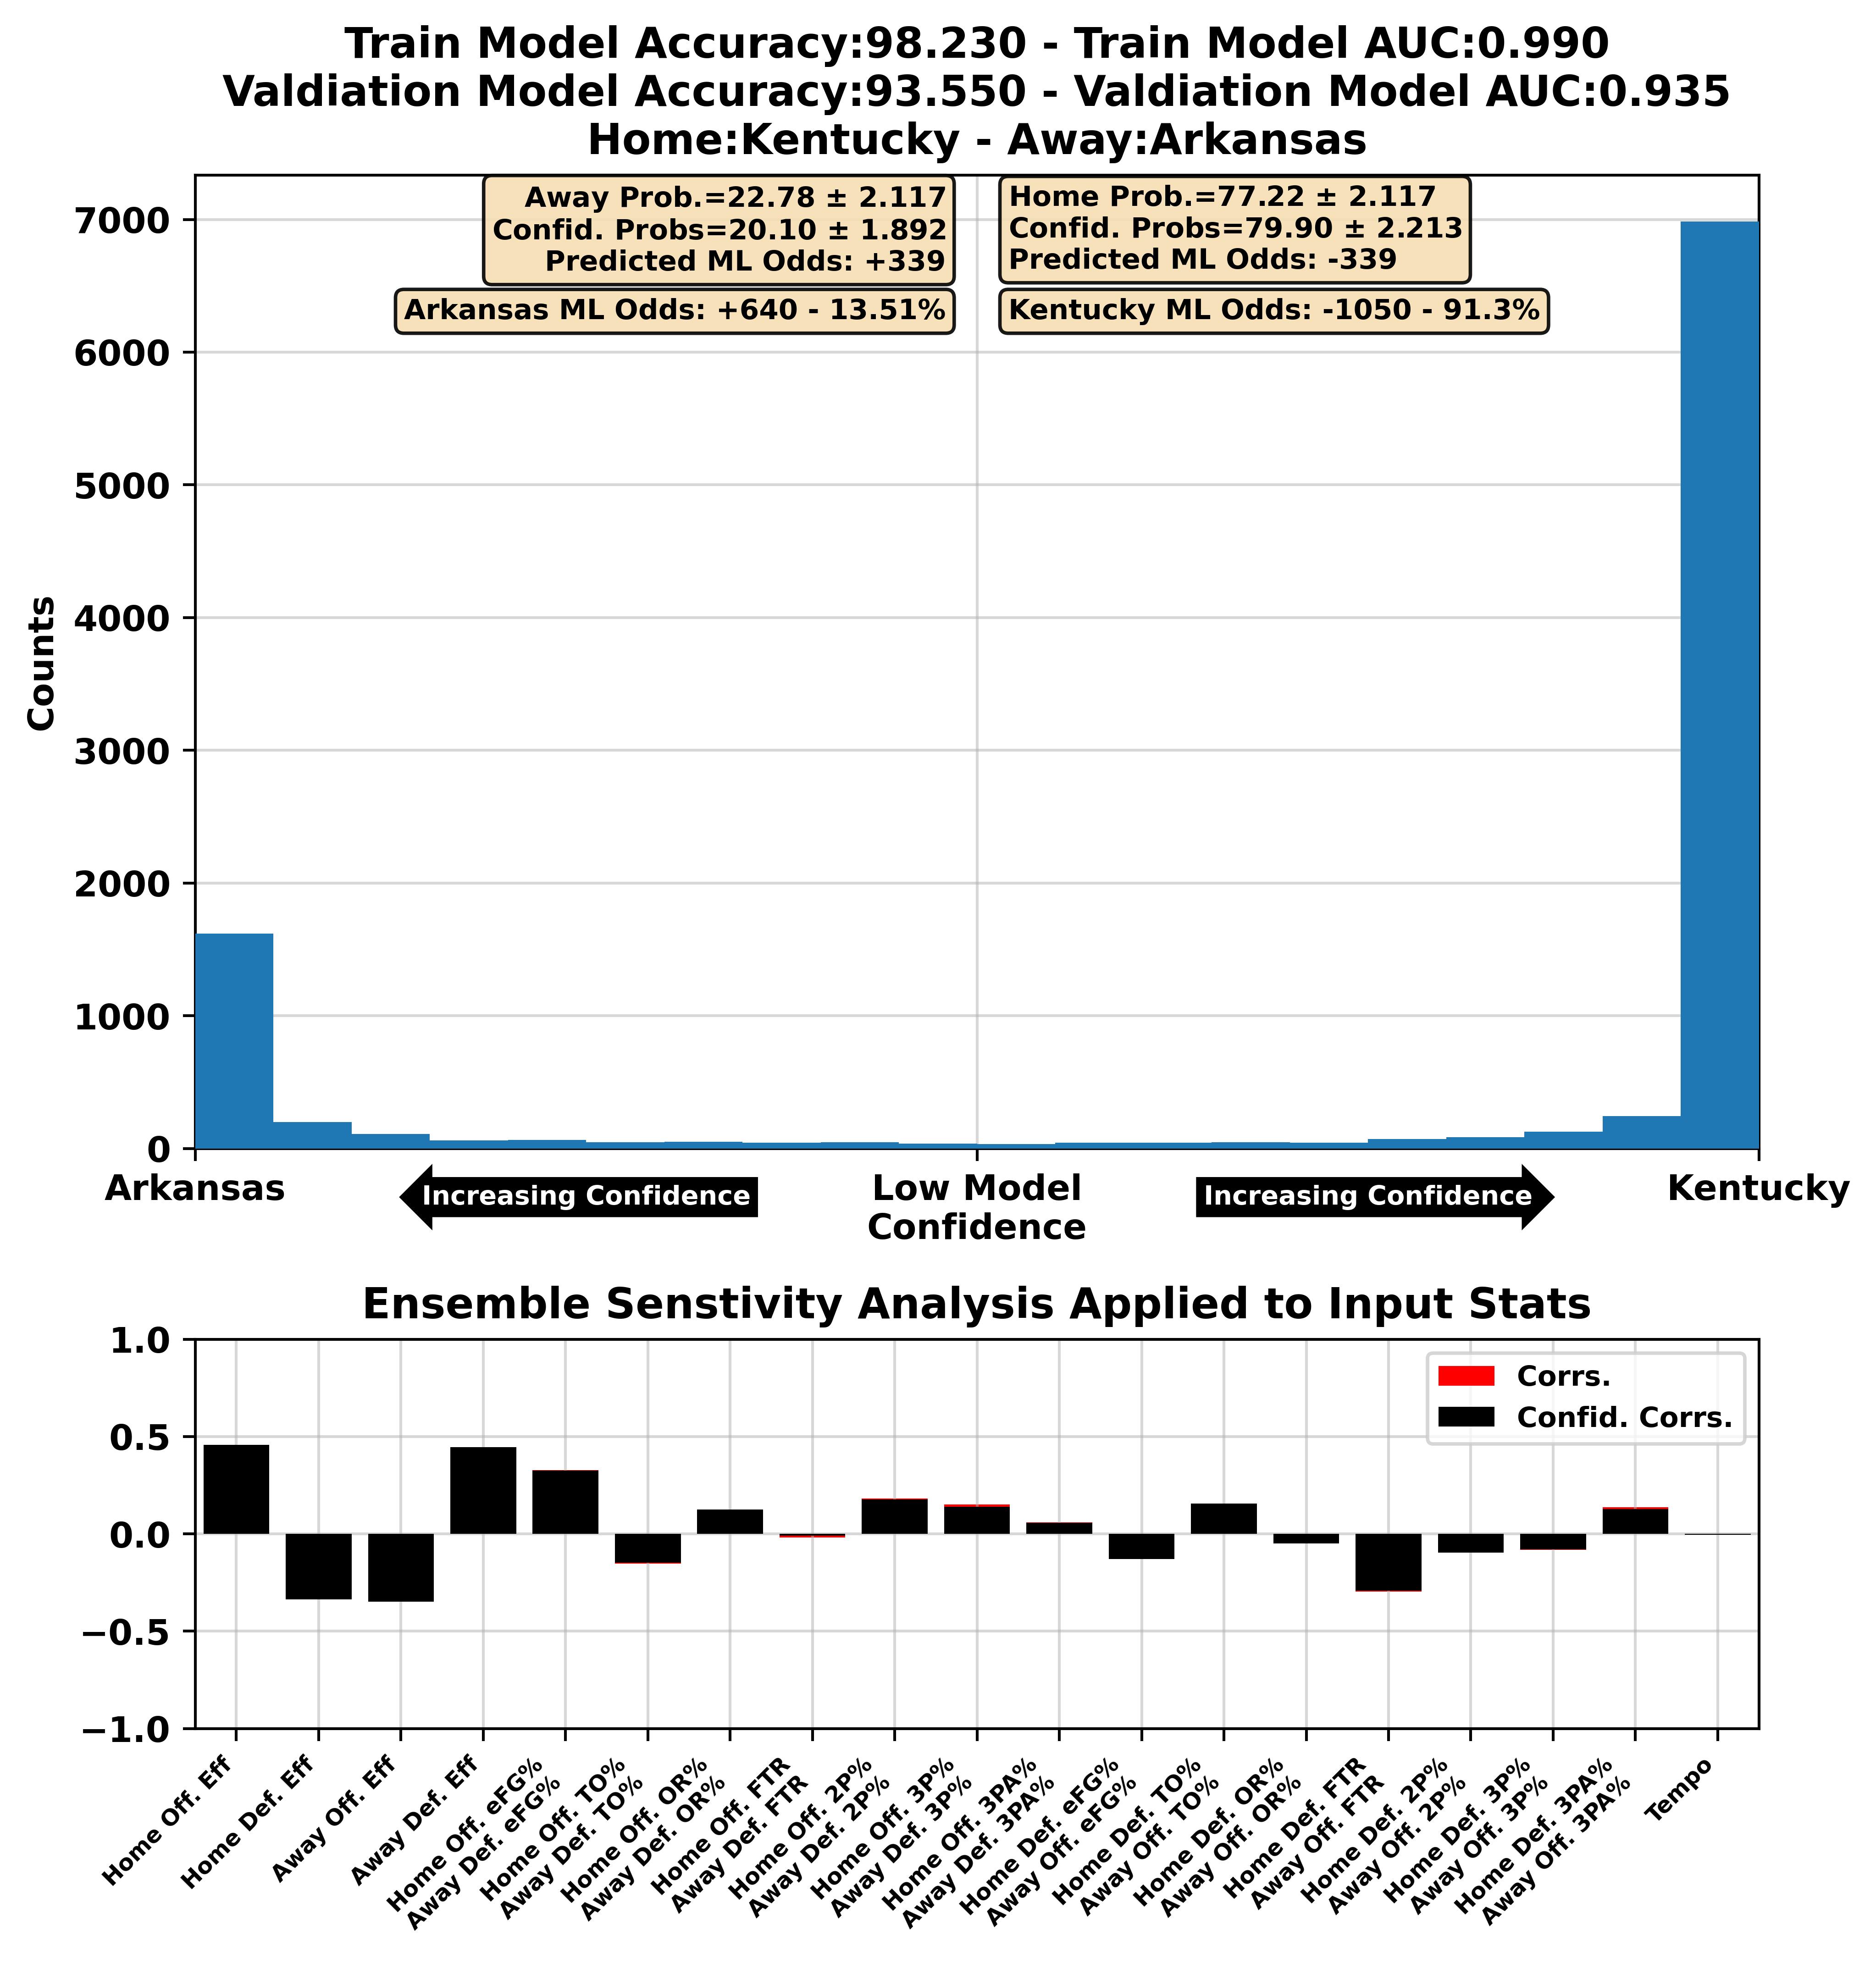 Train Model Accuracy:98.230 - Train Model AUC:0.990
Valdiation Model Accuracy:93.550 - Valdiation Model AUC:0.935
Home:Kentucky - Away:Arkansas
Away Prob.=22.78 ± 2.117
Confid. Probs=20.10 ± 1.892
Predicted ML Odds: +339
Home Prob.=77.22 ± 2.117
Confid. Probs=79.90 ± 2.213
Predicted ML Odds: -339
Arkansas ML Odds: +640 - 13.51%
Kentucky ML Odds: -1050 - 91.3%
Counts
7000
6000
5000
4000
3000
2000
1000
0
Arkansas
Increasing Confidence
Low Model
Confidence
Increasing Confidence
Kentucky
Ensemble Senstivity Analysis Applied to Input Stats
1.0
0.5
0.0
−0.5
−1.0
Corrs.
Confid. Corrs.
Home Off. Eff
Home Def. Eff
Away Off. Eff
Away Def. Eff
Home Off. eFG%
Away Def. eFG%
Home Off. TO%
Away Def. TO%
Home Off. OR%
Away Def. OR%
Home Off. FTR
Away Def. FTR
Home Off. 2P%
Away Def. 2P%
Home Off. 3P%
Away Def. 3P%
Home Off. 3PA%
Away Def. 3PA%
Home Def. eFG%
Away Off. eFG%
Home Def. TO%
Away Off. TO%
Home Def. OR%
Away Off. OR%
Home Def. FTR
Away Off. FTR
Home Def. 2P%
Away Off. 2P%
Home Def. 3P%
Away Off. 3P%
Home Def. 3PA%
Away Off. 3PA%
Tempo